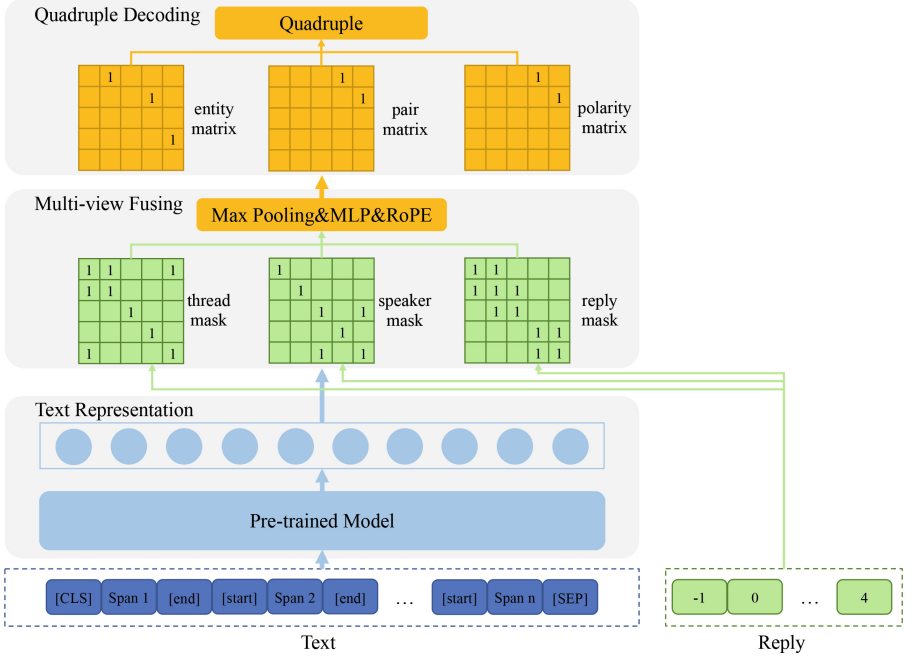 Quadruple Decoding
Quadruple
1
1
1
entity
matrix
1
1
pair
matrix
1
1
polarity
matrix
Multi-view Fusing
Max Pooling&MLP&RoPE
1 1 1
1 1
1
1
1 1
thread
mask
1
1
1 1
1
1 1
speaker
mask
1 1
1 1 1
1 1
1 1
1 1
reply
mask
Text Representation
Pre-trained Model
[CLS] Span 1 [end] [start] Span 2 [end] ... [start] Span n [SEP]
Text
-1 0 ... 4
Reply